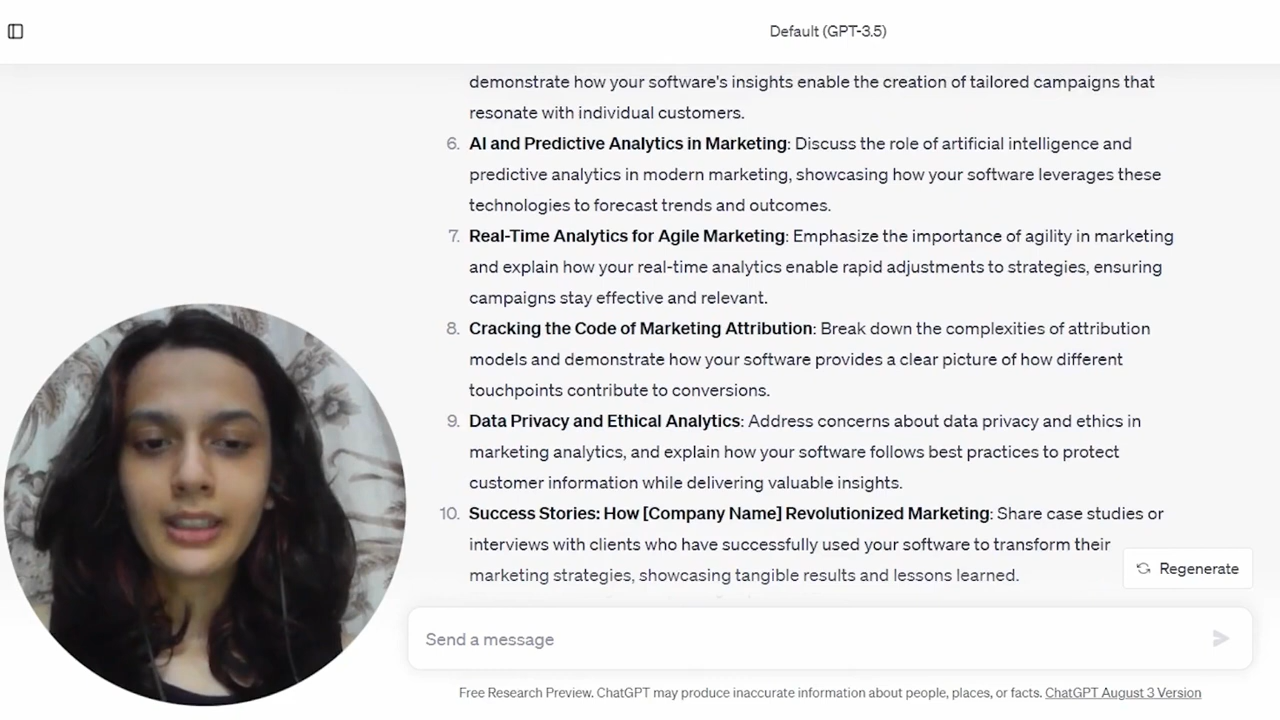 Default (GPT-3.5)
demonstrate how your software's insights enable the creation of tailored campaigns that
resonate with individual customers.
6. AI and Predictive Analytics in Marketing: Discuss the role of artificial intelligence and
predictive analytics in modern marketing, showcasing how your software leverages these
technologies to forecast trends and outcomes.
7. Real-Time Analytics for Agile Marketing: Emphasize the importance of agility in marketing
and explain how your real-time analytics enable rapid adjustments to strategies, ensuring
campaigns stay effective and relevant.
8. Cracking the Code of Marketing Attribution: Break down the complexities of attribution
models and demonstrate how your software provides a clear picture of how different
touchpoints contribute to conversions.
9. Data Privacy and Ethical Analytics: Address concerns about data privacy and ethics in
marketing analytics, and explain how your software follows best practices to protect
customer information while delivering valuable insights.
10. Success Stories: How [Company Name] Revolutionized Marketing: Share case studies or
interviews with clients who have successfully used your software to transform their
marketing strategies, showcasing tangible results and lessons learned.
Regenerate
Send a message
Free Research Preview. ChatGPT may produce inaccurate information about people, places, or facts. ChatGPT August 3 Version